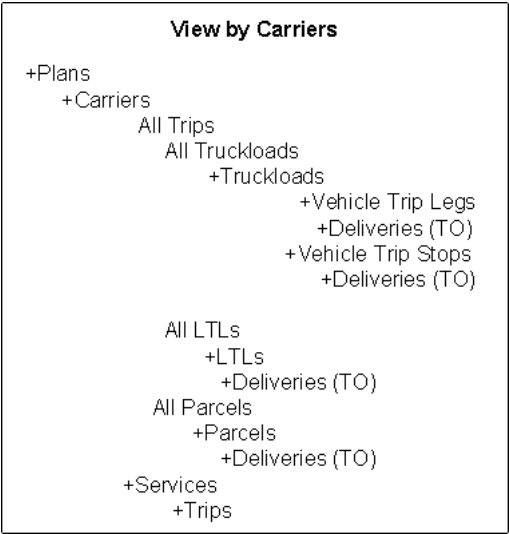 View by Carriers
+Plans
+Carriers
All Trips
All Truckloads
+Truckloads
+Vehicle Trip Legs
+Deliveries (TO)
+Vehicle Trip Stops
+Deliveries (TO)
All LTLs
+LTLs
+Deliveries (TO)
All Parcels
+Parcels
+Deliveries (TO)
+Services
+Trips